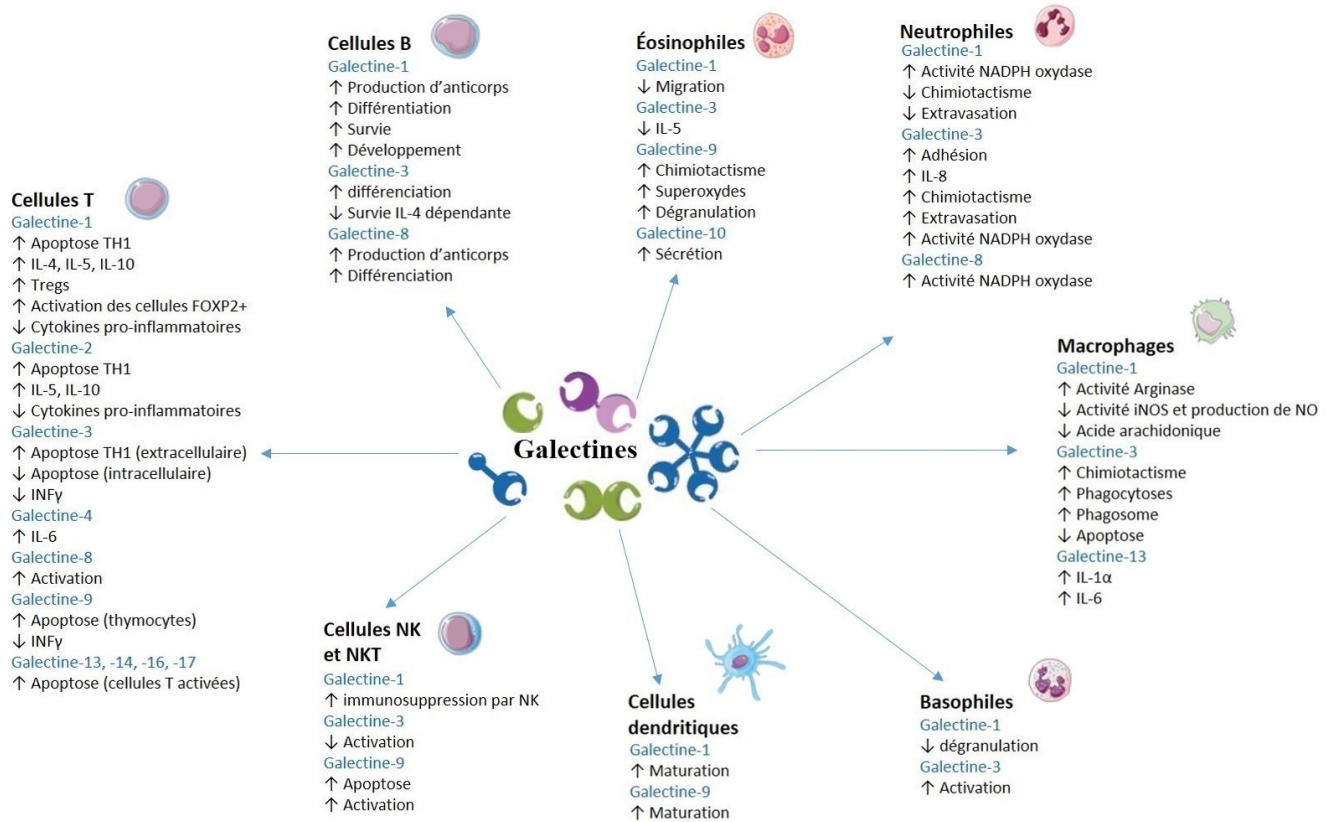 Cellules B
Galectine-1
↑ Production d’anticorps
↑ Différentiation
↑ Survie
↑ Développement
Galectine-3
↑ différenciation
↓ Survie IL-4 dépendante
Galectine-8
↑ Production d’anticorps
↑ Différenciation
Éosinophiles
Galectine-1
↓ Migration
Galectine-3
↓ IL-5
Galectine-9
↑ Chimiotactisme
↑ Superoxydes
↑ Dégranulation
Galectine-10
↑ Sécrétion
Neutrophiles
Galectine-1
↑ Activité NADPH oxydase
↓ Chimiotactisme
↓ Extravasation
Galectine-3
↑ Adhésion
↑ IL-8
↑ Chimiotactisme
↑ Extravasation
↑ Activité NADPH oxydase
Galectine-8
↑ Activité NADPH oxydase
Cellules T
Galectine-1
↑ Apoptose TH1
↑ IL-4, IL-5, IL-10
↑ Tregs
↑ Activation des cellules FOXP2+
↓ Cytokines pro-inflammatoires
Galectine-2
↑ Apoptose TH1
↑ IL-5, IL-10
↓ Cytokines pro-inflammatoires
Galectine-3
↑ Apoptose TH1 (extracellulaire)
↓ Apoptose (intracellulaire)
↓ INFγ
Galectine-4
↑ IL-6
Galectine-8
↑ Activation
Galectine-9
↑ Apoptose (thymocytes)
↓ INFγ
Galectine-13, -14, -16, -17
↑ Apoptose (cellules T activées)
Galectines
Macrophages
Galectine-1
↑ Activité Arginase
↓ Activité iNOS et production de NO
↓ Acide arachidonique
Galectine-3
↑ Chimiotactisme
↑ Phagocytoses
↑ Phagosome
↓ Apoptose
Galectine-13
↑ IL-1α
↑ IL-6
Cellules NK
et NKT
Galectine-1
↑ immunosuppression par NK
Galectine-3
↓ Activation
Galectine-9
↑ Apoptose
↑ Activation
Cellules
dendritiques
Galectine-1
↑ Maturation
Galectine-9
↑ Maturation
Basophiles
Galectine-1
↓ dégranulation
Galectine-3
↑ Activation